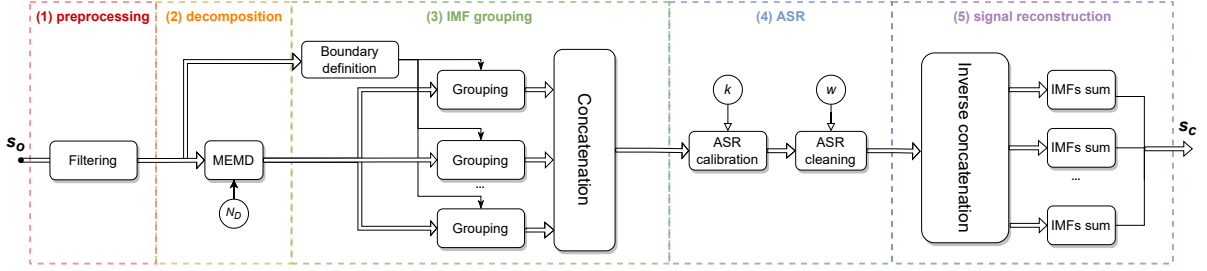 (1) preprocessing
(2) decomposition
(3) IMF grouping
(4) ASR
(5) signal reconstruction
s_o
Filtering
MEMD
N_D
Boundary
definition
Grouping
Grouping
...
Grouping
Concatenation
k
w
ASR
calibration
ASR
cleaning
Inverse concatenation
IMFs sum
IMFs sum
...
IMFs sum
s_c